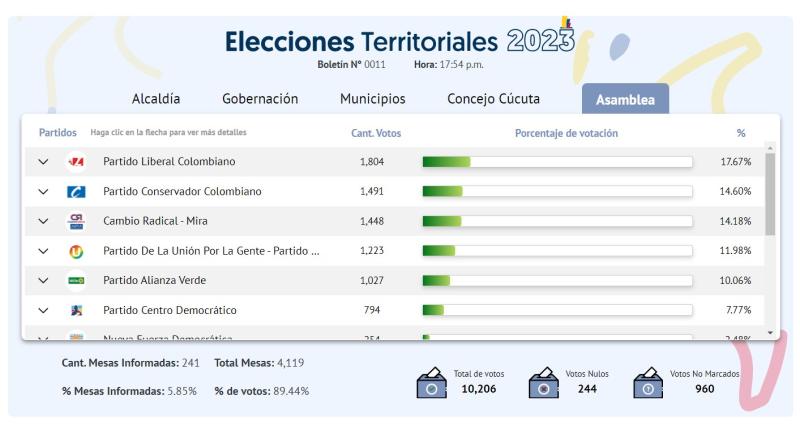 Elecciones Territoriales 2023
Boletín Nº 0011 Hora: 17:54 p.m.
Alcaldía Gobernación Municipios Concejo Cúcuta Asamblea
Partidos Haga clic en la flecha para ver más detalles Cant. Votos Porcentaje de votación %
Partido Liberal Colombiano 1,804 17.67%
Partido Conservador Colombiano 1,491 14.60%
Cambio Radical - Mira 1,448 14.18%
Partido De La Unión Por La Gente - Partido ... 1,223 11.98%
Partido Alianza Verde 1,027 10.06%
Partido Centro Democrático 794 7.77%
Nueva Fuerza Democrática 254 2.48%
Cant. Mesas Informadas: 241 Total Mesas: 4,119
% Mesas Informadas: 5.85% % de votos: 89.44%
Total de votos 10,206
Votos Nulos 244
Votos No Marcados 960